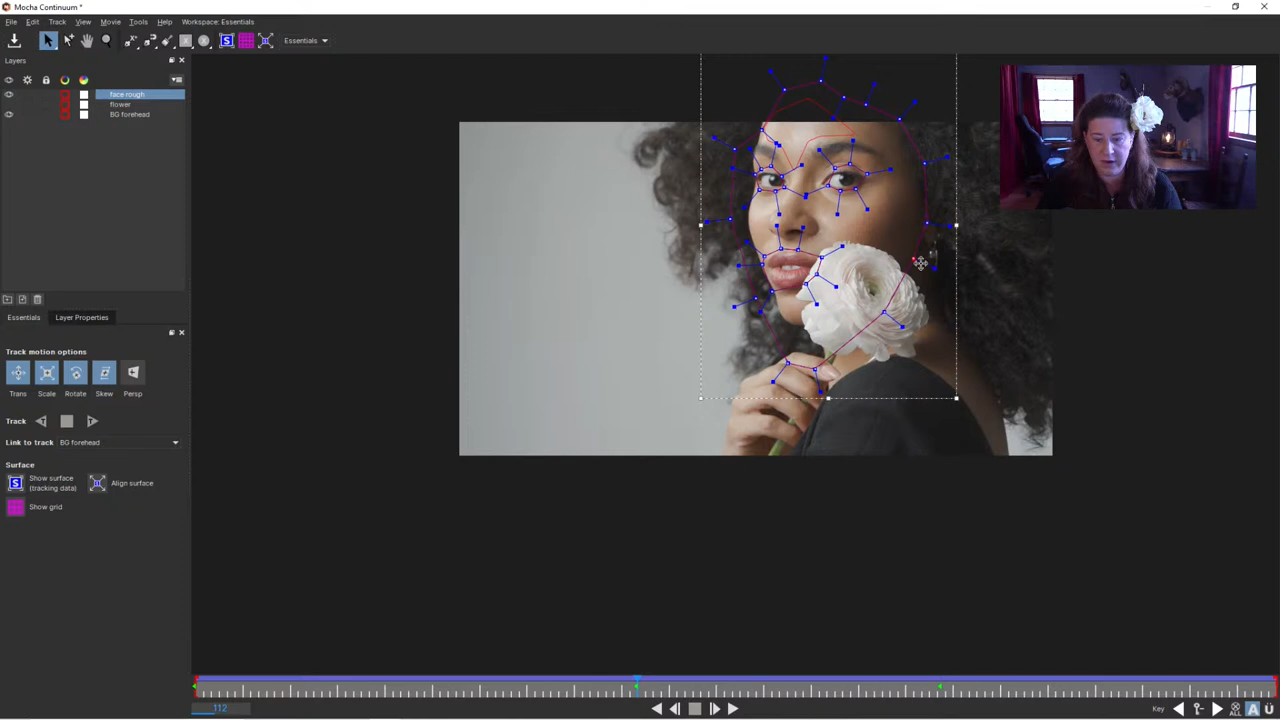 Mocha Continuum *
File Edit Track View Movie Tools Help Workspace: Essentials
Essentials
Layers
face rough
flower
BG forehead
Essentials Layer Properties
Track motion options
Trans Scale Rotate Skew Persp
Track
Link to track BG forehead
Surface
Show surface
(tracking data)
Align surface
Show grid
112
Key
ALL
A